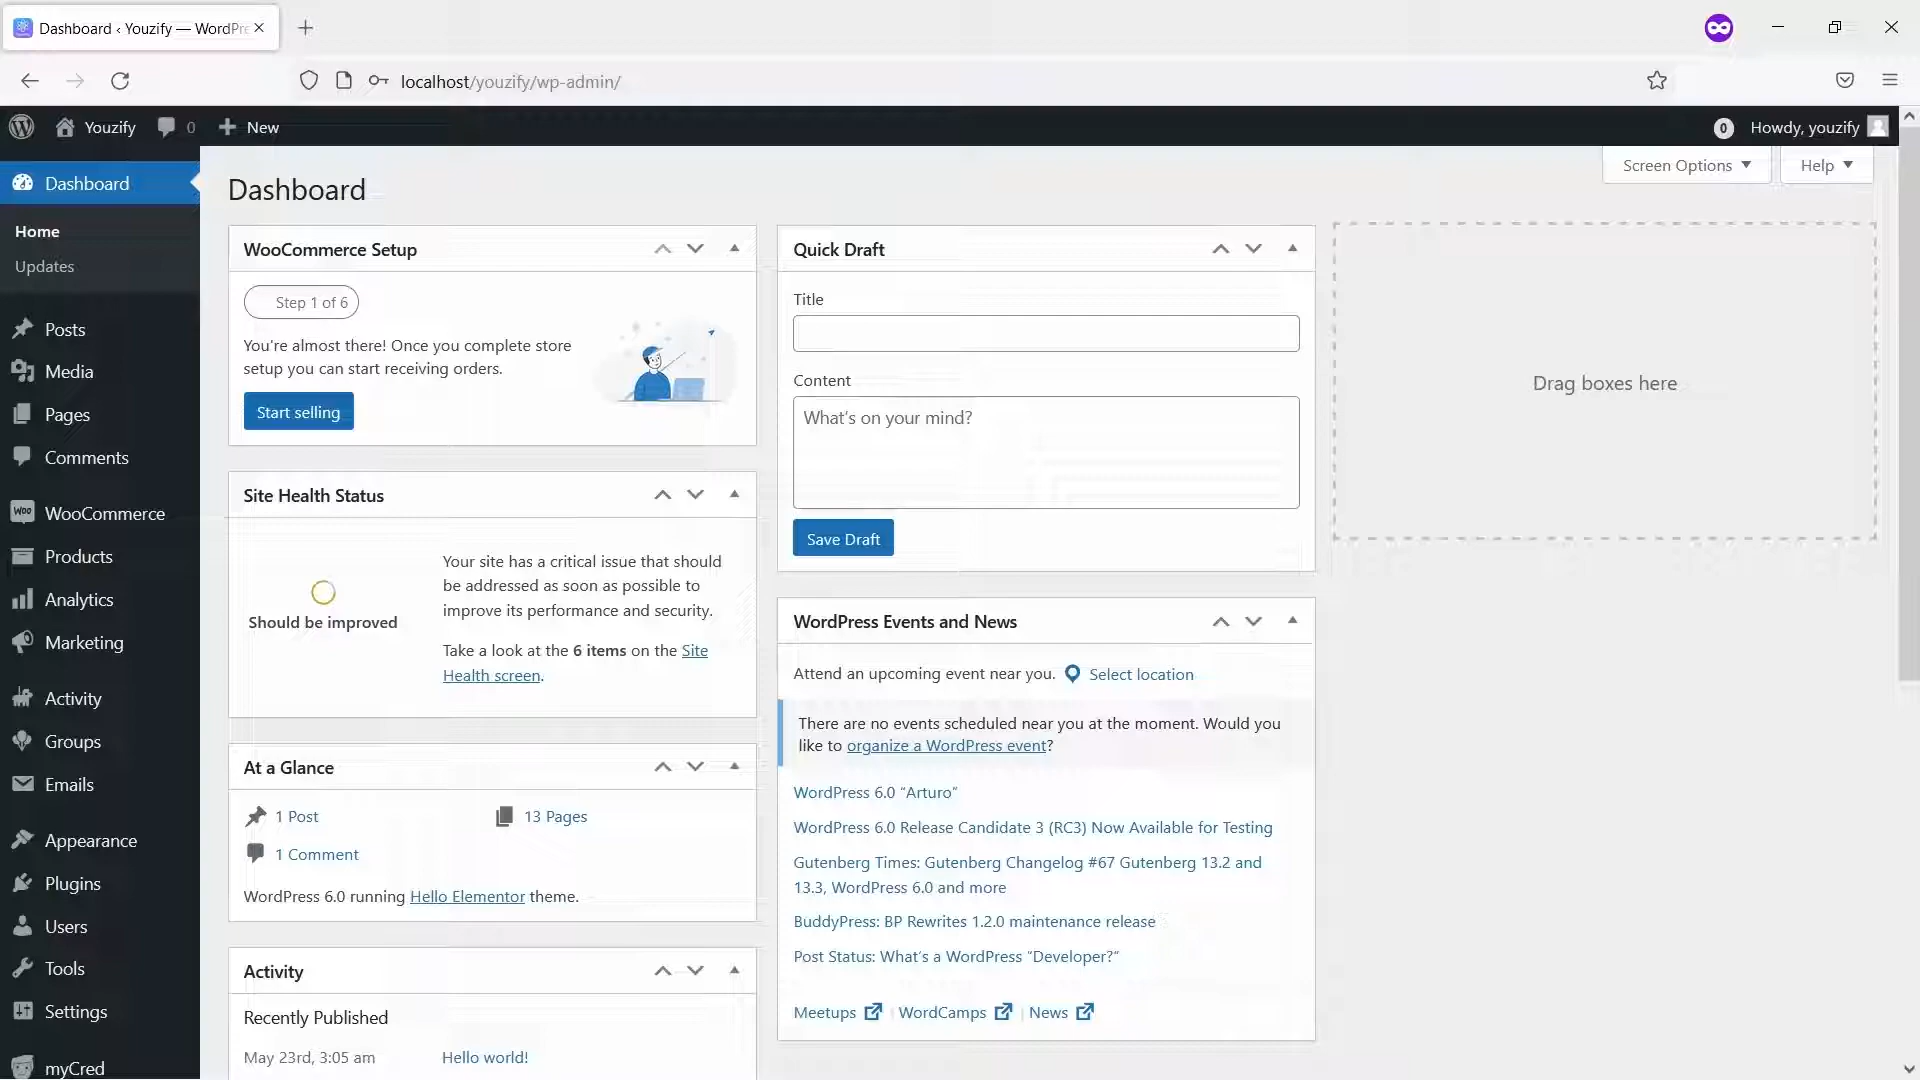 Dashboard ‹ Youzify — WordPre
localhost/youzify/wp-admin/
Youzify
0
New
0
Howdy, youzify
Screen Options
Help
Dashboard
Home
Updates
Posts
Media
Pages
Comments
WooCommerce
Products
Analytics
Marketing
Activity
Groups
Emails
Appearance
Plugins
Users
Tools
Settings
myCred
Dashboard
WooCommerce Setup
Step 1 of 6
You're almost there! Once you complete store
setup you can start receiving orders.
Start selling
Site Health Status
Should be improved
Your site has a critical issue that should
be addressed as soon as possible to
improve its performance and security.
Take a look at the 6 items on the Site
Health screen.
At a Glance
1 Post
13 Pages
1 Comment
WordPress 6.0 running Hello Elementor theme.
Activity
Recently Published
May 23rd, 3:05 am
Hello world!
Quick Draft
Title
Content
What's on your mind?
Save Draft
WordPress Events and News
Attend an upcoming event near you.
Select location
There are no events scheduled near you at the moment. Would you
like to organize a WordPress event?
WordPress 6.0 “Arturo”
WordPress 6.0 Release Candidate 3 (RC3) Now Available for Testing
Gutenberg Times: Gutenberg Changelog #67 Gutenberg 13.2 and
13.3, WordPress 6.0 and more
BuddyPress: BP Rewrites 1.2.0 maintenance release
Post Status: What's a WordPress “Developer?”
Meetups | WordCamps | News
Drag boxes here